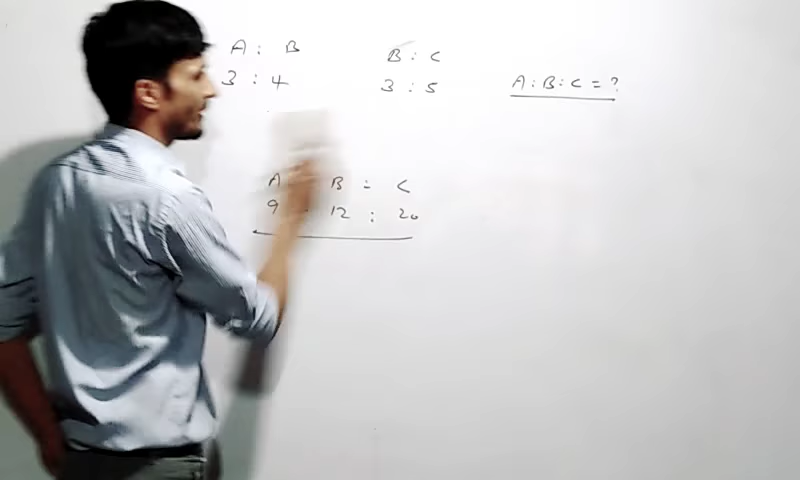 A : B
3 : 4
B : C
3 : 5
A : B : C = ?
A B : C
9 : 12 : 20